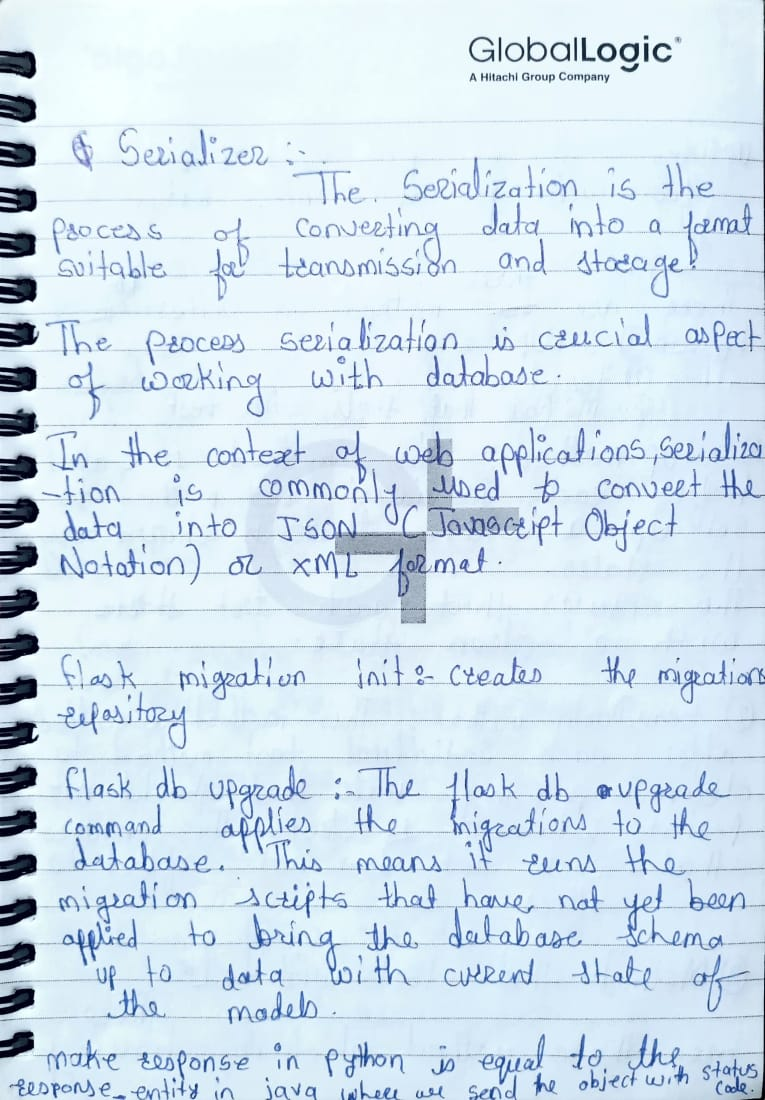 GlobalLogic®
A Hitachi Group Company
Serializer :-
The Serialization is the
process of converting data into a format
suitable for transmission and storage!
The process serialization is crucial aspect
of working with database.
In the context of web applications, serializa
-tion is commonly used to convert the
data into JSON (Javascript Object
Notation) or XML format.
flask migration init :- creates the migrations
repository
flask db upgrade :- The flask db upgrade
command applies the migrations to the
database. This means it runs the
migration scripts that have not yet been
applied to bring the database schema
up to data with current state of
the models.
make response in python is equal to the
response entity in java where we send the object with status
code.